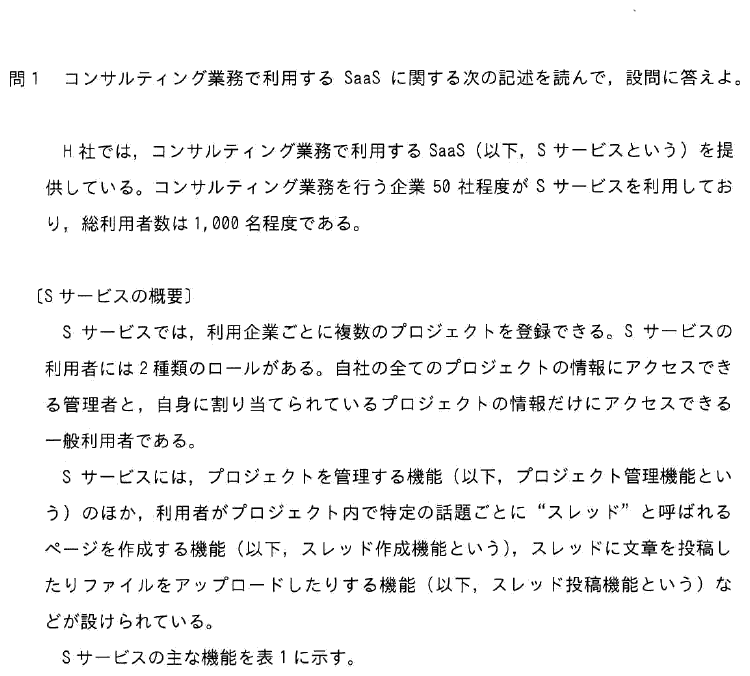 問1 コンサルティング業務で利用する SaaS に関する次の記述を読んで，設問に答えよ。
H 社では，コンサルティング業務で利用する SaaS（以下，S サービスという）を提
供している。コンサルティング業務を行う企業 50 社程度が S サービスを利用してお
り，総利用者数は 1,000 名程度である。
〔S サービスの概要〕
S サービスでは，利用企業ごとに複数のプロジェクトを登録できる。S サービスの
利用者には 2 種類のロールがある。自社の全てのプロジェクトの情報にアクセスでき
る管理者と，自身に割り当てられているプロジェクトの情報だけにアクセスできる
一般利用者である。
S サービスには，プロジェクトを管理する機能（以下，プロジェクト管理機能とい
う）のほか，利用者がプロジェクト内で特定の話題ごとに“スレッド”と呼ばれる
ページを作成する機能（以下，スレッド作成機能という），スレッドに文章を投稿し
たりファイルをアップロードしたりする機能（以下，スレッド投稿機能という）な
どが設けられている。
S サービスの主な機能を表 1 に示す。